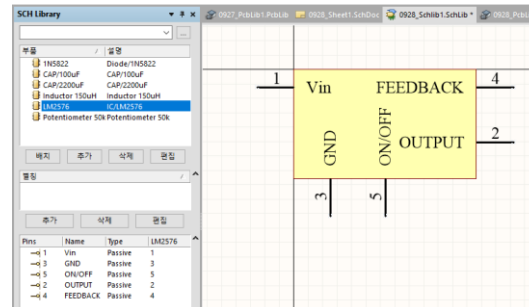 SCH Library
0927_PcbLib1.PcbLib
0928_Sheet1.SchDoc
0928_Schlib1.SchLib *
0928_PcbL
...
부품 / 설명
1N5822 Diode/1N5822
CAP/100uF CAP/100uF
CAP/2200uF CAP/2200uF
Inductor 150uH Inductor 150uH
LM2576 IC/LM2576
Potentiometer 50k Potentiometer 50k
배치 추가 삭제 편집
별칭 /
추가 삭제 편집
Pins Name Type LM2576
1 Vin Passive 1
3 GND Passive 3
5 ON/OFF Passive 5
2 OUTPUT Passive 2
4 FEEDBACK Passive 4
1 Vin FEEDBACK 4
GND ON/OFF OUTPUT 2
3 5